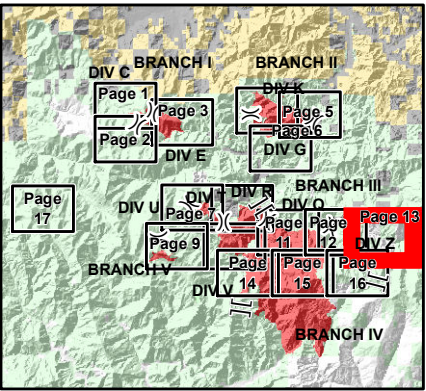 BRANCH I
BRANCH II
DIV C
DIV K
Page 1
Page 3
Page 5
Page 2
Page 6
DIV E
DIV G
BRANCH III
Page
17
DIV U
DIV R
DIV O
Page 7
Page
11
Page
12
Page 13
Page 9
DIV Z
BRANCH V
Page
14
Page
15
Page
16
DIV V
BRANCH IV